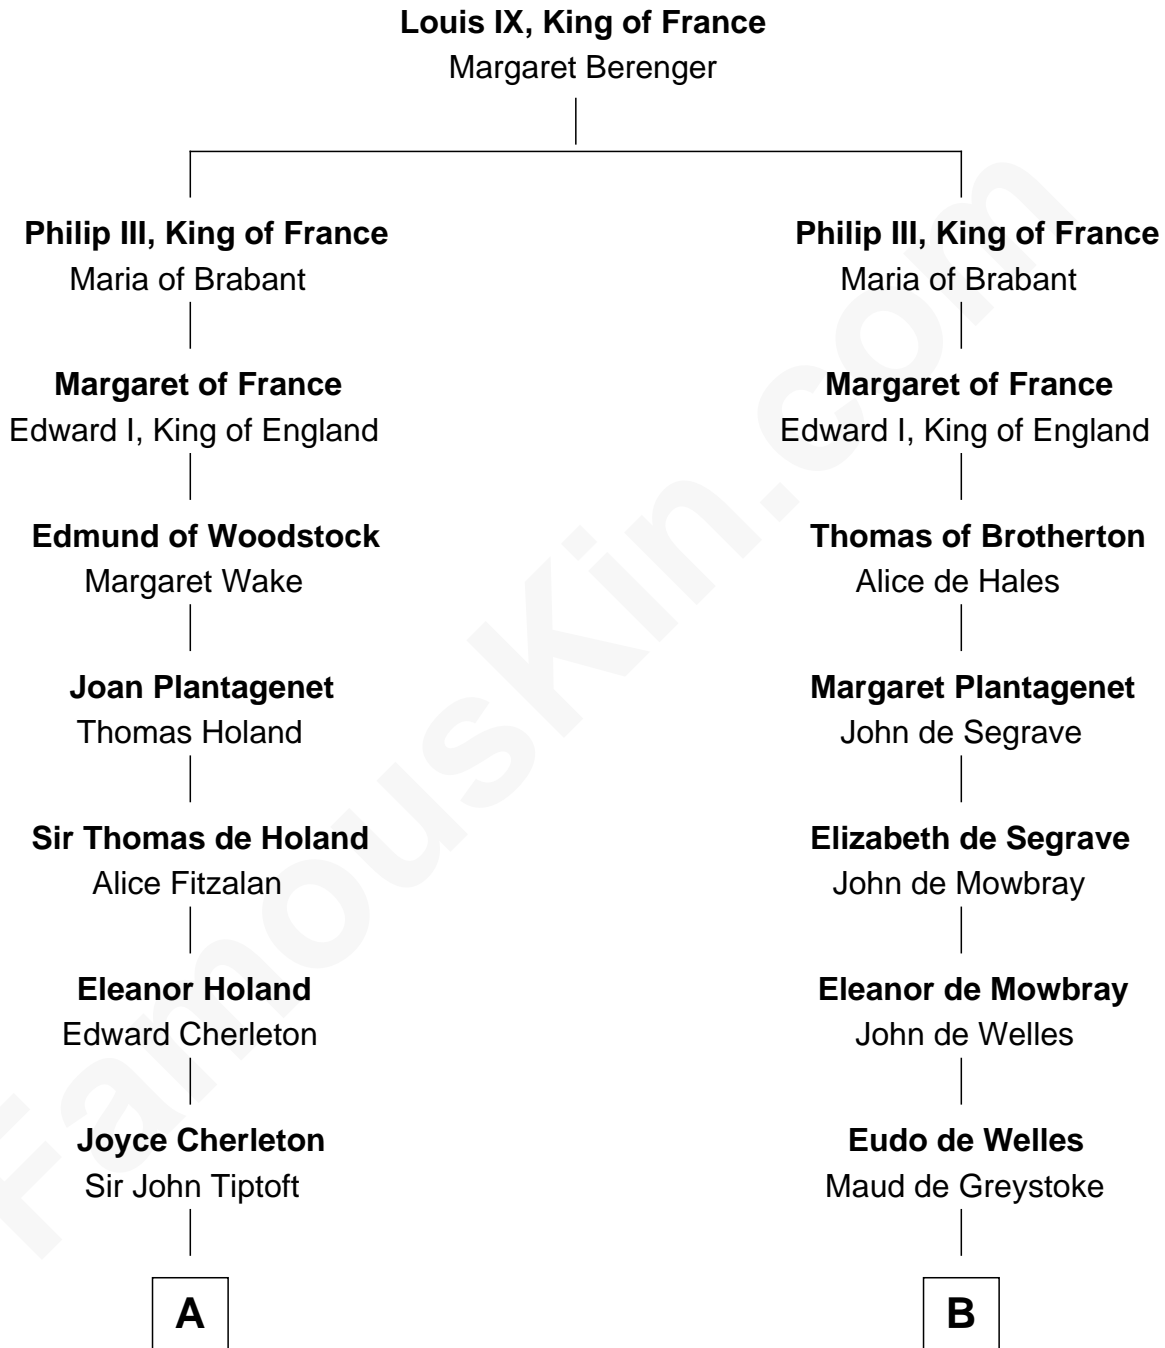 Louis IX, King of France
Margaret Berenger
Philip III, King of France
Maria of Brabant
Margaret of France
Edward I, King of England
Edmund of Woodstock
Margaret Wake
Joan Plantagenet
Thomas Holand
Sir Thomas de Holand
Alice Fitzalan
Eleanor Holand
Edward Cherleton
Joyce Cherleton
Sir John Tiptoft
A
Philip III, King of France
Maria of Brabant
Margaret of France
Edward I, King of England
Thomas of Brotherton
Alice de Hales
Margaret Plantagenet
John de Segrave
Elizabeth de Segrave
John de Mowbray
Eleanor de Mowbray
John de Welles
Eudo de Welles
Maud de Greystoke
B
FamousKin.com